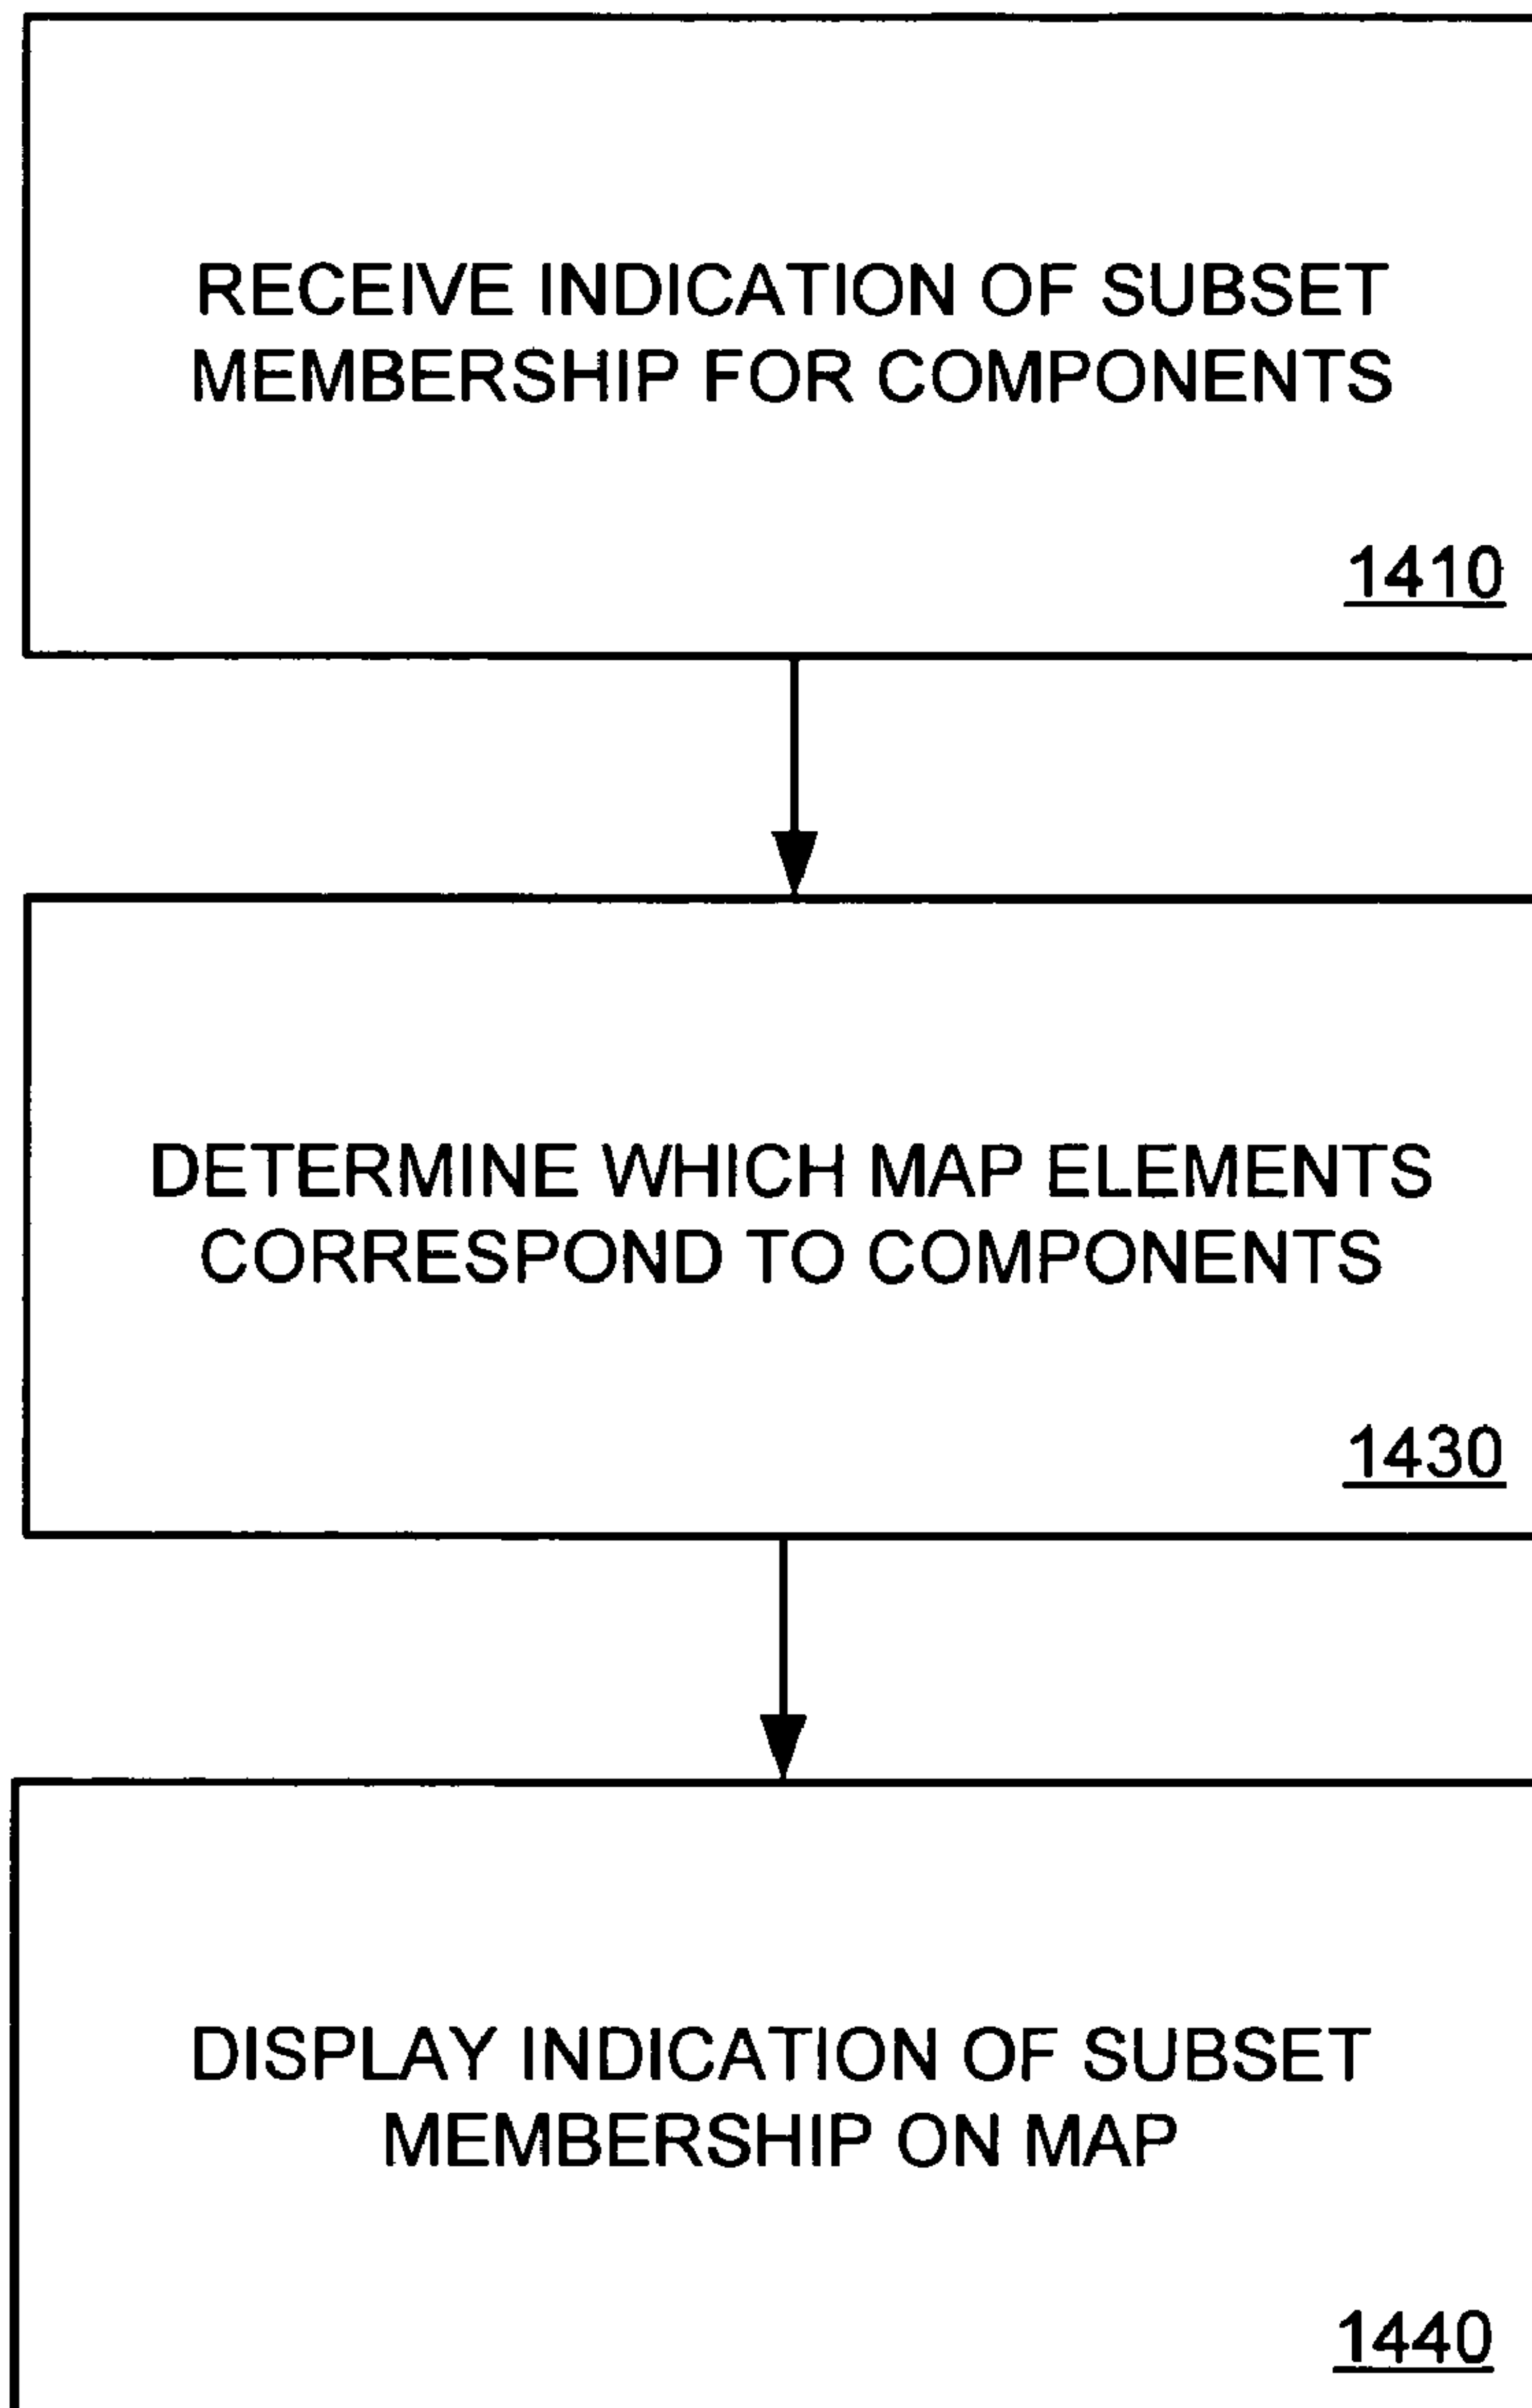 RECEIVE INDICATION OF SUBSET
MEMBERSHIP FOR COMPONENTS
1410
DETERMINE WHICH MAP ELEMENTS
CORRESPOND TO COMPONENTS
1430
DISPLAY INDICATION OF SUBSET
MEMBERSHIP ON MAP
1440